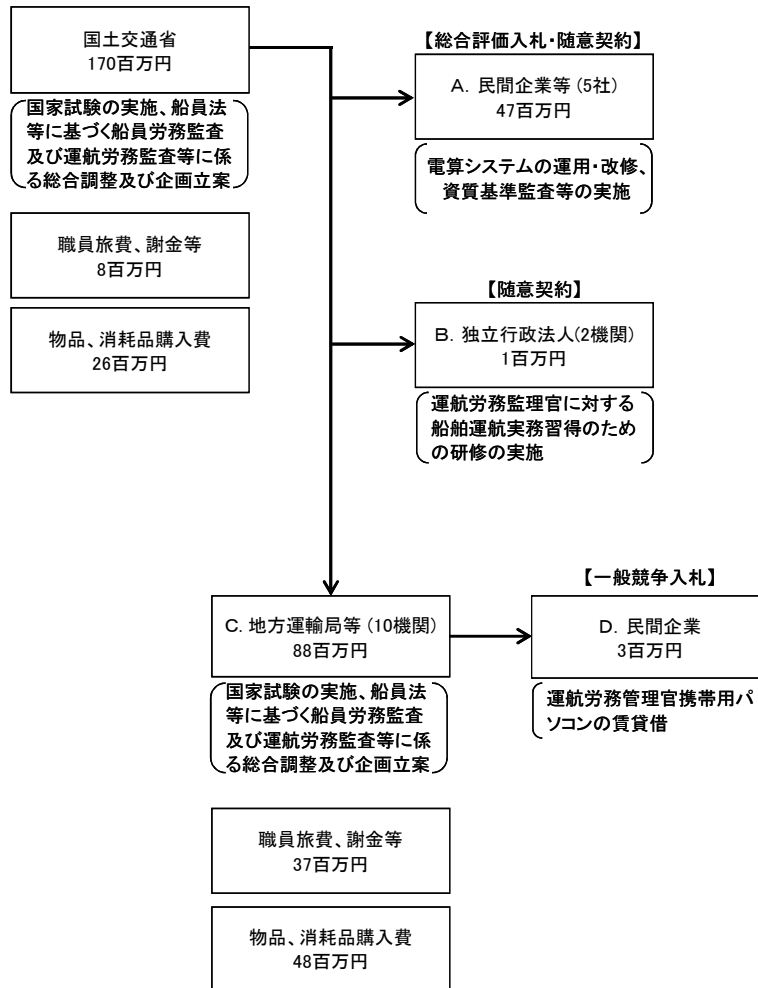 国土交通省
170百万円
国家試験の実施、船員法
等に基づく船員労務監査
及び運航労務監査等に係
る総合調整及び企画立案
職員旅費、謝金等
8百万円
物品、消耗品購入費
26百万円
【総合評価入札・随意契約】
A. 民間企業等(5社)
47百万円
電算システムの運用・改修、
資質基準監査等の実施
【随意契約】
B. 独立行政法人(2機関)
1百万円
運航労務監理官に対する
船舶運航実務習得のため
の研修の実施
C. 地方運輸局等(10機関)
88百万円
国家試験の実施、船員法
等に基づく船員労務監査
及び運航労務監査等に係
る総合調整及び企画立案
【一般競争入札】
D. 民間企業
3百万円
運航労務管理官携帯用パ
ソコンの賃貸借
職員旅費、謝金等
37百万円
物品、消耗品購入費
48百万円